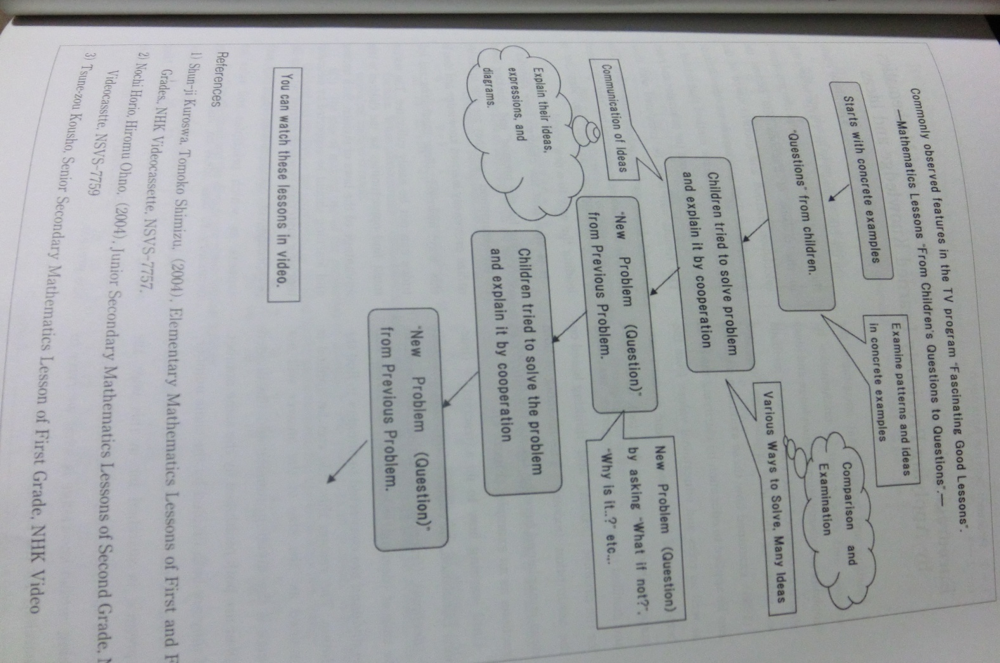 Commonly observed features in the TV program "Fascinating Good Lessons".
—Mathematics Lessons "From Children's Questions to Questions".—
Starts with concrete examples
Examine patterns and ideas
in concrete examples
"Questions" from children.
Comparison and
Examination
Various Ways to Solve, Many Ideas
Children tried to solve problem
and explain it by cooperation
Communication of Ideas
Explain their ideas,
expressions, and
diagrams.
"New Problem (Question)"
from Previous Problem.
New Problem (Question)
by asking "What if not?",
"Why is it..?" etc...
Children tried to solve the problem
and explain it by cooperation
"New Problem (Question)"
from Previous Problem.
You can watch these lessons in video.
References
1) Shun-ji Kuroswa, Tomoko Shimizu, (2004), Elementary Mathematics Lessons of First and F
Grades, NHK Videocassette, NSVS-7757.
2) Nochi Horio, Hiromu Ohno, (2004), Junior Secondary Mathematics Lessons of Second Grade,
Videocasstte, NSVS-7759
3) Tsune-zou Kousho, Senior Secondary Mathematics Lesson of First Grade, NHK Video